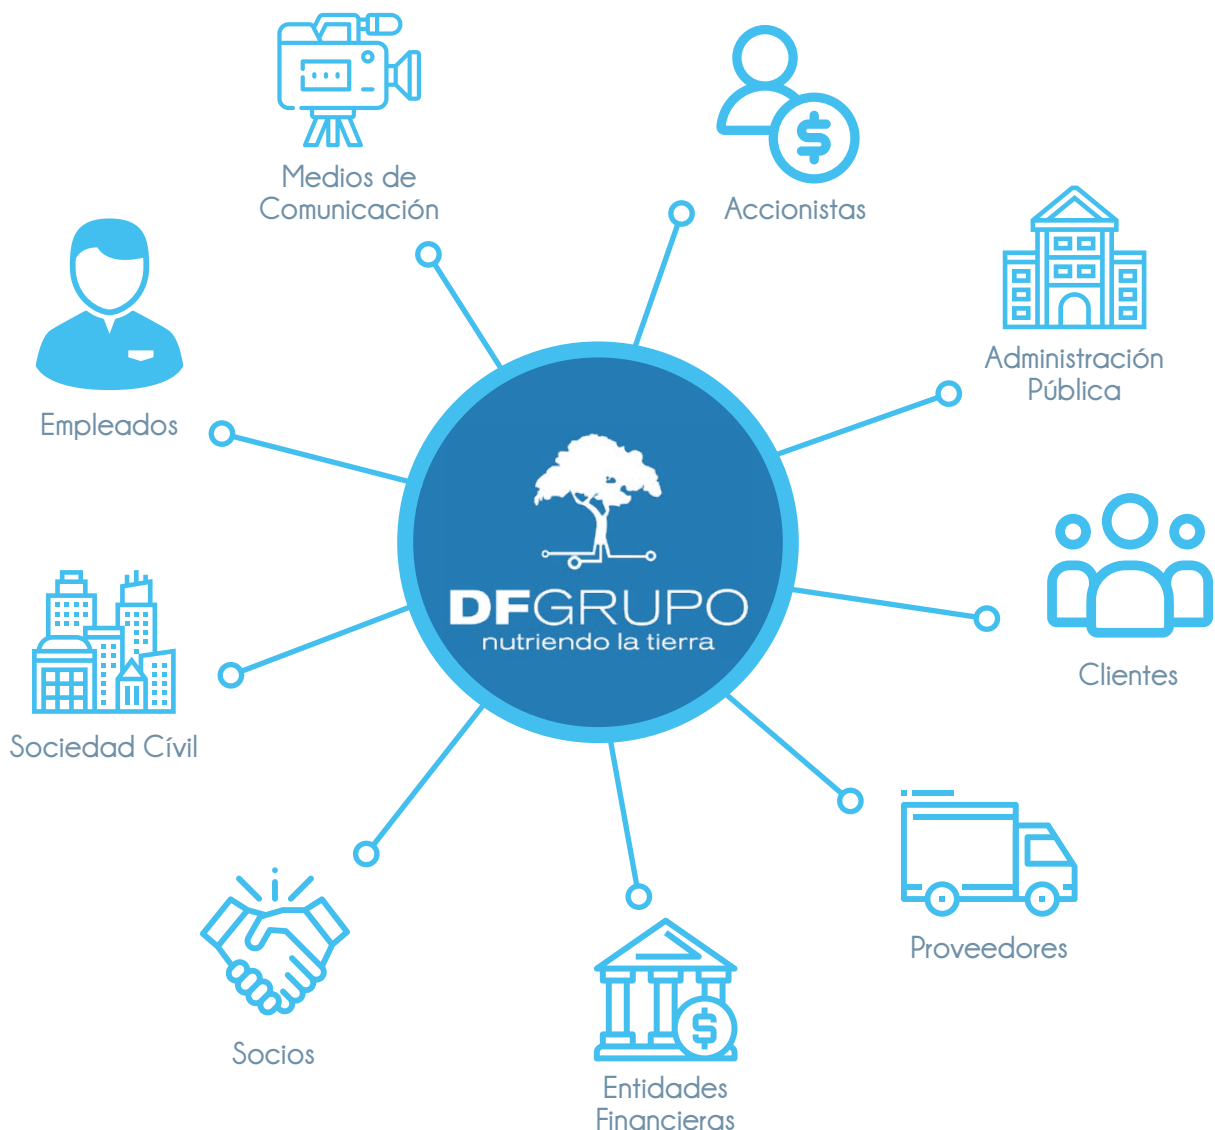 Medios de
Comunicación
Accionistas
Administración
Pública
Empleados
Clientes
DFGRUPO
nutriendo la tierra
Sociedad Cívil
Proveedores
Socios
Entidades
Financieras